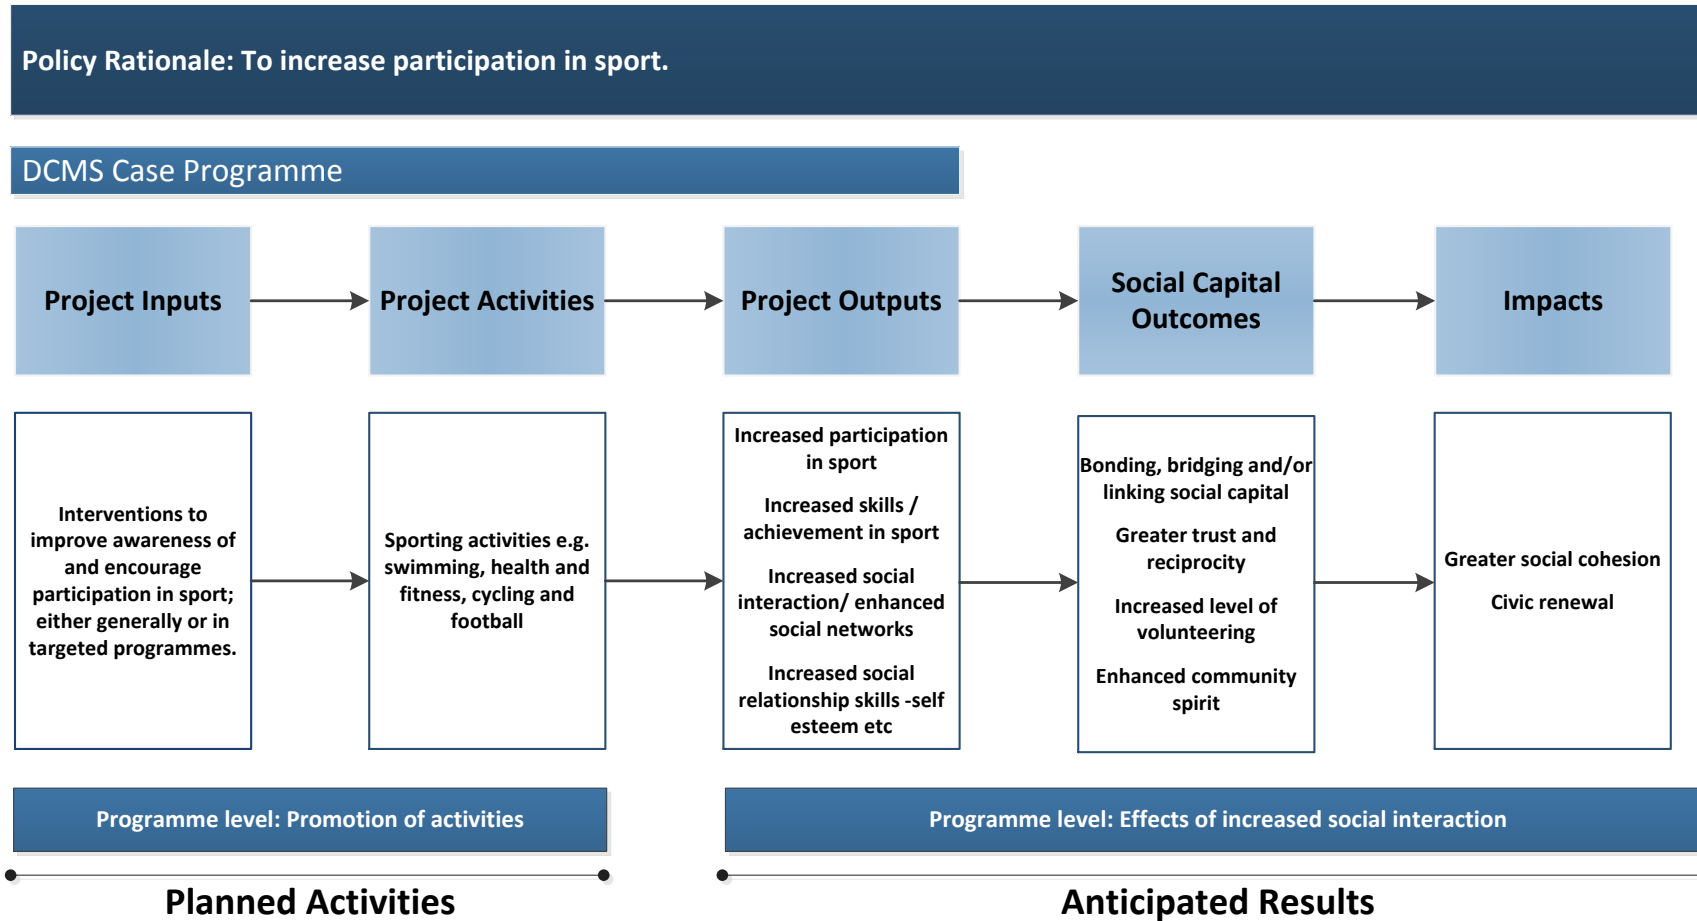 Policy Rationale: To increase participation in sport.
DCMS Case Programme
Project Inputs
Project Activities
Project Outputs
Social Capital
Outcomes
Impacts
Interventions to
improve awareness of
and encourage
participation in sport;
either generally or in
targeted programmes.
Sporting activities e.g.
swimming, health and
fitness, cycling and
football
Increased participation
in sport
Increased skills /
achievement in sport
Increased social
interaction/ enhanced
social networks
Increased social
relationship skills -self
esteem etc
Bonding, bridging and/or
linking social capital
Greater trust and
reciprocity
Increased level of
volunteering
Enhanced community
spirit
Greater social cohesion
Civic renewal
Programme level: Promotion of activities
Programme level: Effects of increased social interaction
Planned Activities
Anticipated Results